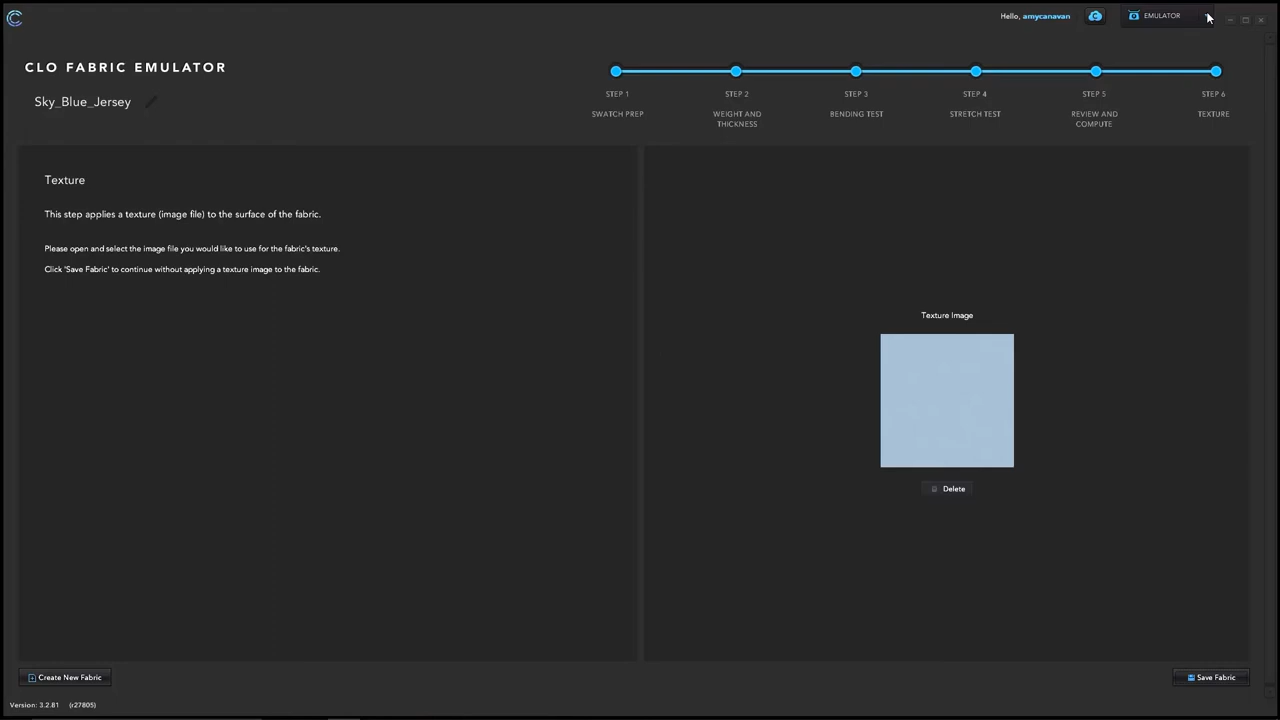 Hello, amycanavan
EMULATOR
CLO FABRIC EMULATOR
Sky_Blue_Jersey
STEP 1
SWATCH PREP
STEP 2
WEIGHT AND
THICKNESS
STEP 3
BENDING TEST
STEP 4
STRETCH TEST
STEP 5
REVIEW AND
COMPUTE
STEP 6
TEXTURE
Texture
This step applies a texture (image file) to the surface of the fabric.
Please open and select the image file you would like to use for the fabric's texture.
Click 'Save Fabric' to continue without applying a texture image to the fabric.
Texture Image
Delete
Create New Fabric
Save Fabric
Version: 3.2.81 (r27805)